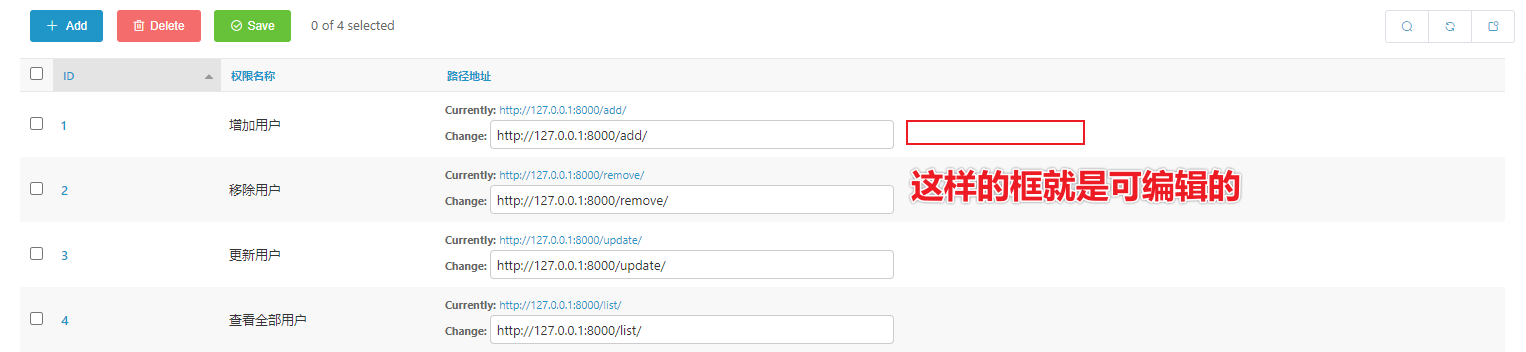 Add Delete Save 0 of 4 selected
ID 权限名称 路径地址
Currently: http://127.0.0.1:8000/add/
1 增加用户 Change: http://127.0.0.1:8000/add/
Currently: http://127.0.0.1:8000/remove/
2 移除用户 Change: http://127.0.0.1:8000/remove/
这样的框就是可编辑的
Currently: http://127.0.0.1:8000/update/
3 更新用户 Change: http://127.0.0.1:8000/update/
Currently: http://127.0.0.1:8000/list/
4 查看全部用户 Change: http://127.0.0.1:8000/list/